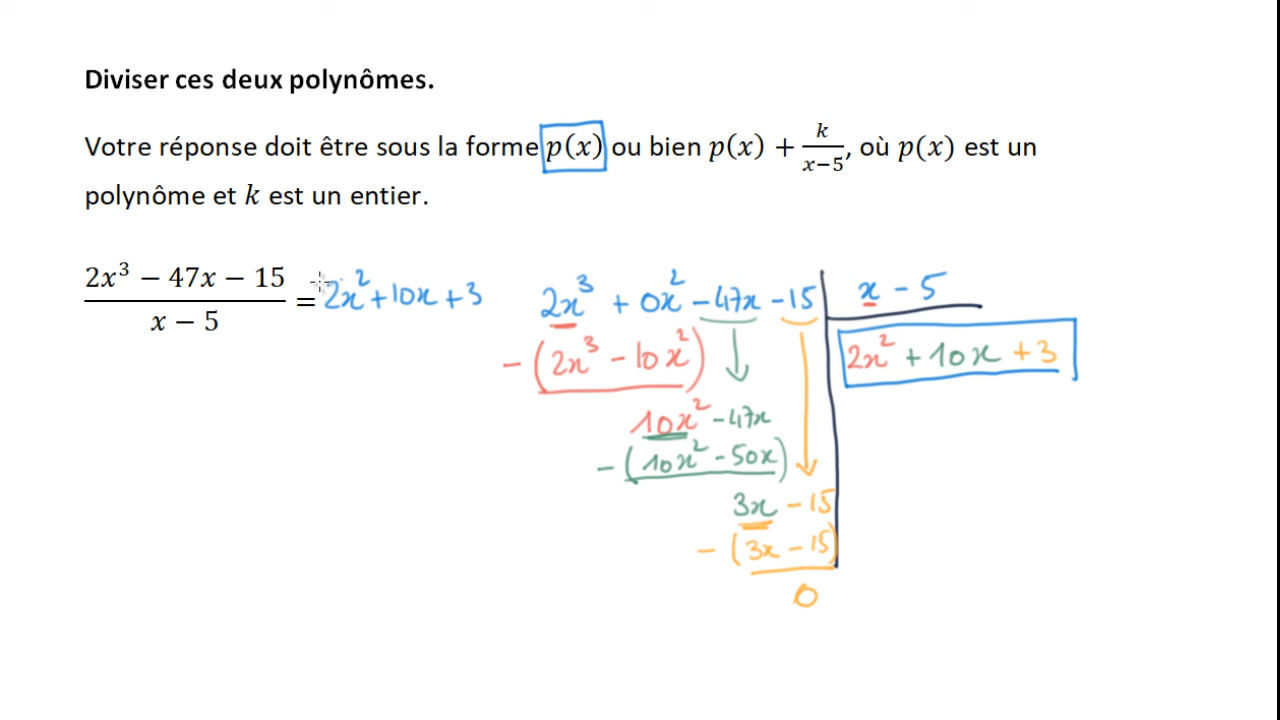 Diviser ces deux polynômes.
Votre réponse doit être sous la forme p(x) ou bien p(x) + k/(x−5), où p(x) est un
polynôme et k est un entier.
(2x³ − 47x − 15)/(x − 5) = 2x² + 10x + 3
2x³ + 0x² − 47x − 15 | x − 5
− (2x³ − 10x²) | 2x² + 10x + 3
10x² − 47x
− (10x² − 50x)
3x − 15
− (3x − 15)
0